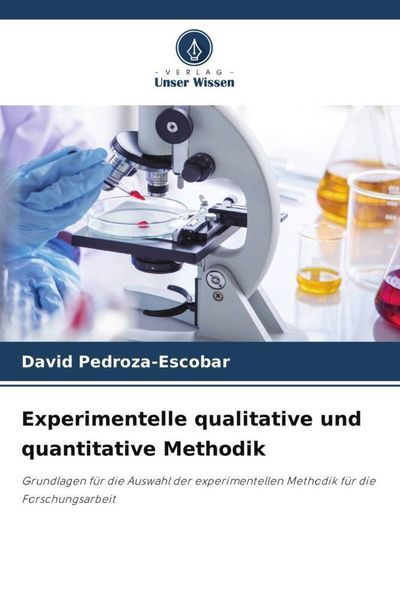 - VERLAG -
Unser Wissen
David Pedroza-Escobar
Experimentelle qualitative und
quantitative Methodik
Grundlagen für die Auswahl der experimentellen Methodik für die
Forschungsarbeit